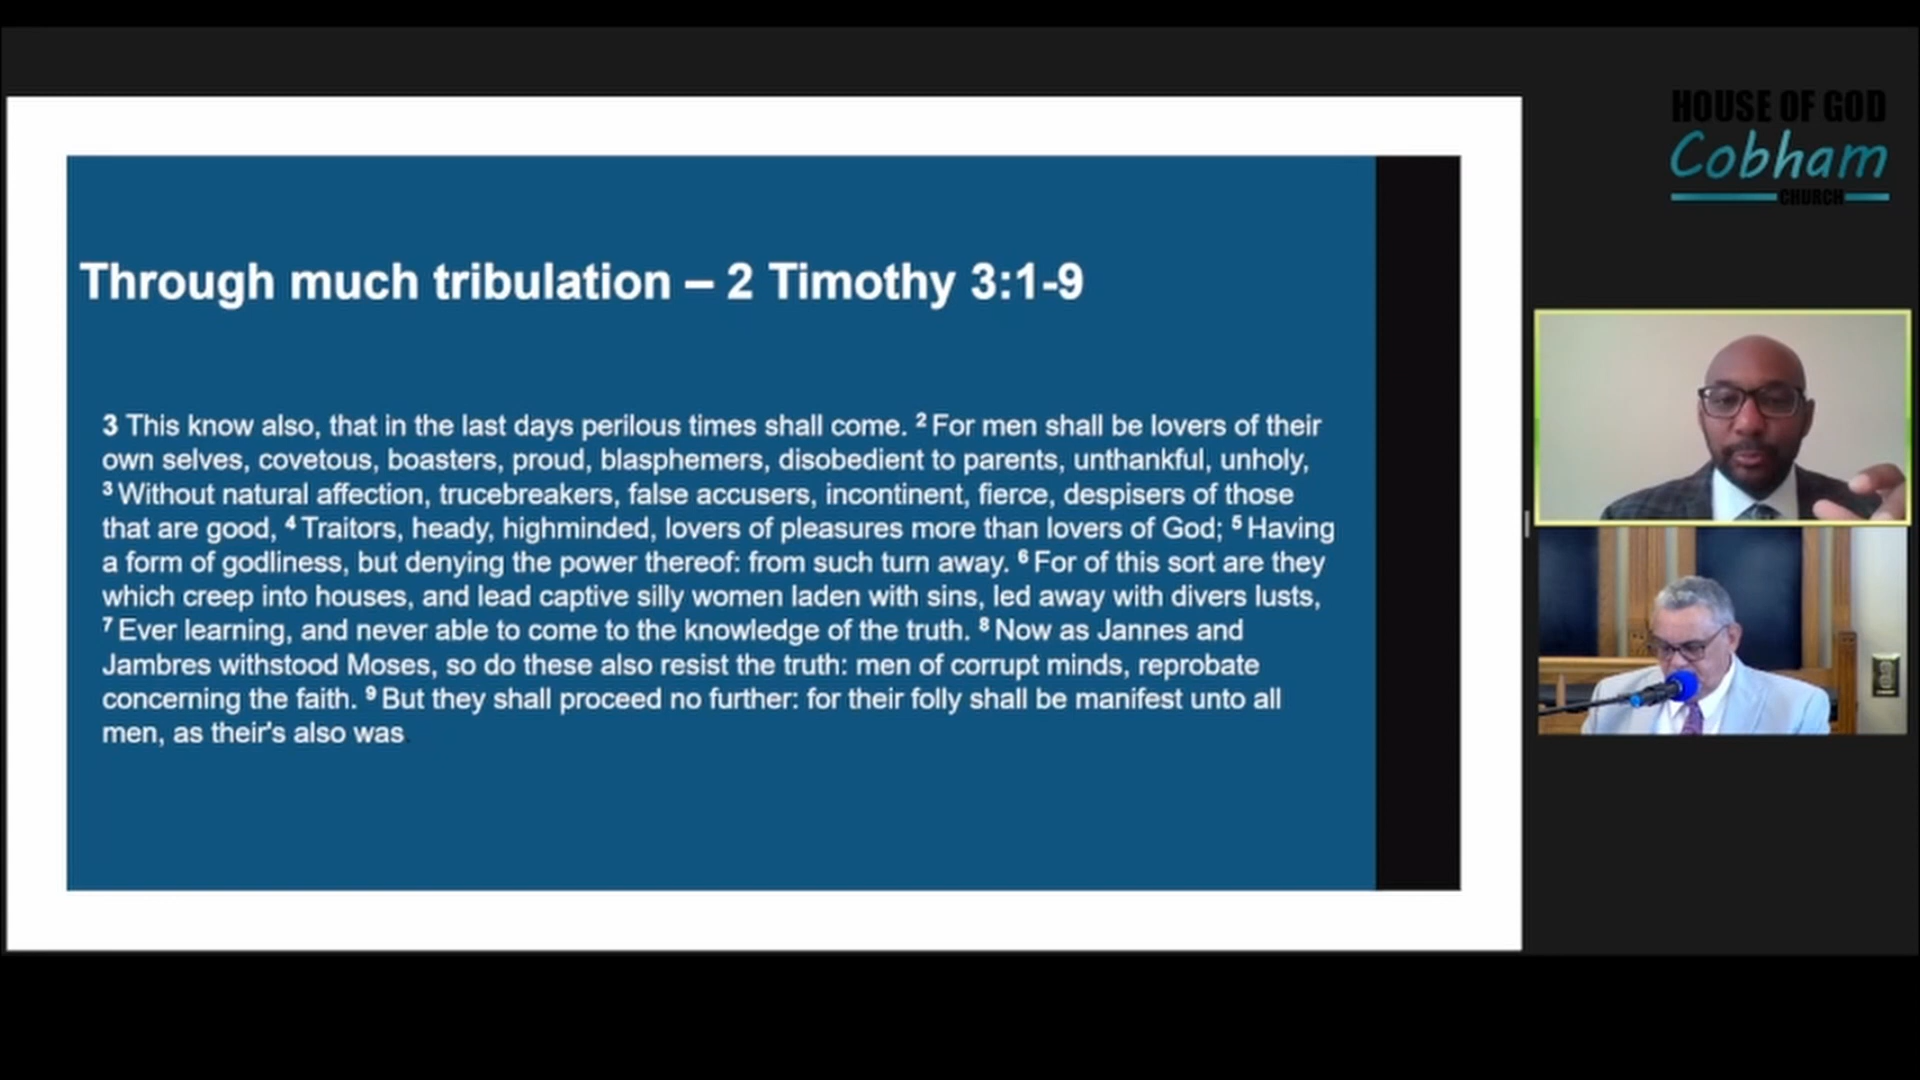 HOUSE OF GOD
Cobham
CHURCH
Through much tribulation – 2 Timothy 3:1-9
3 This know also, that in the last days perilous times shall come. 2 For men shall be lovers of their
own selves, covetous, boasters, proud, blasphemers, disobedient to parents, unthankful, unholy,
3 Without natural affection, trucebreakers, false accusers, incontinent, fierce, despisers of those
that are good, 4 Traitors, heady, highminded, lovers of pleasures more than lovers of God; 5 Having
a form of godliness, but denying the power thereof: from such turn away. 6 For of this sort are they
which creep into houses, and lead captive silly women laden with sins, led away with divers lusts,
7 Ever learning, and never able to come to the knowledge of the truth. 8 Now as Jannes and
Jambres withstood Moses, so do these also resist the truth: men of corrupt minds, reprobate
concerning the faith. 9 But they shall proceed no further: for their folly shall be manifest unto all
men, as their's also was.